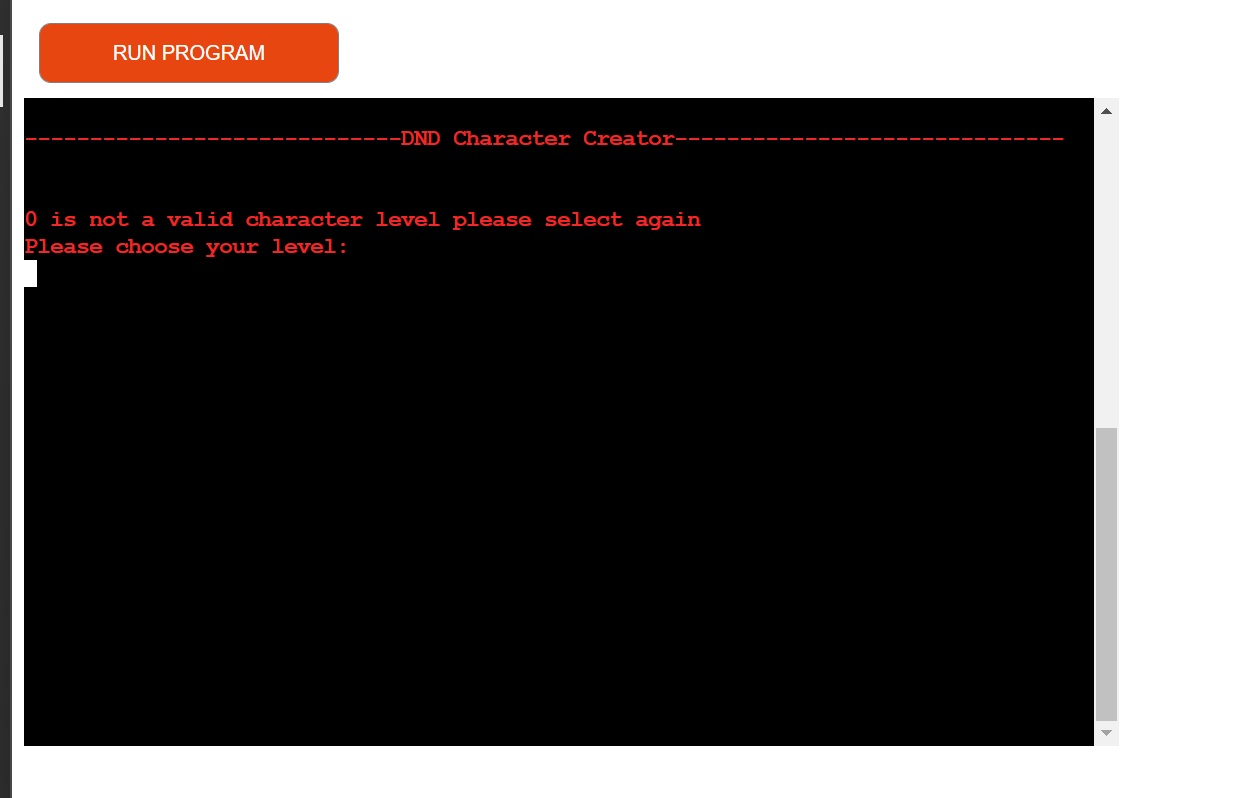 RUN PROGRAM
-----------------------------DND Character Creator------------------------------
0 is not a valid character level please select again
Please choose your level: